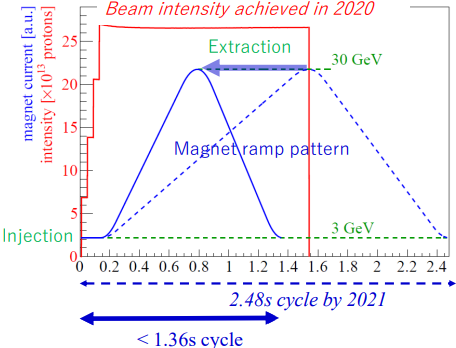 Beam intensity achieved in 2020
magnet current [a.u.]
intensity [×10¹³ protons]
25
20
15
10
5
0
Extraction
30 GeV
Magnet ramp pattern
Injection
3 GeV
0 0.2 0.4 0.6 0.8 1 1.2 1.4 1.6 1.8 2 2.2 2.4
2.48s cycle by 2021
< 1.36s cycle